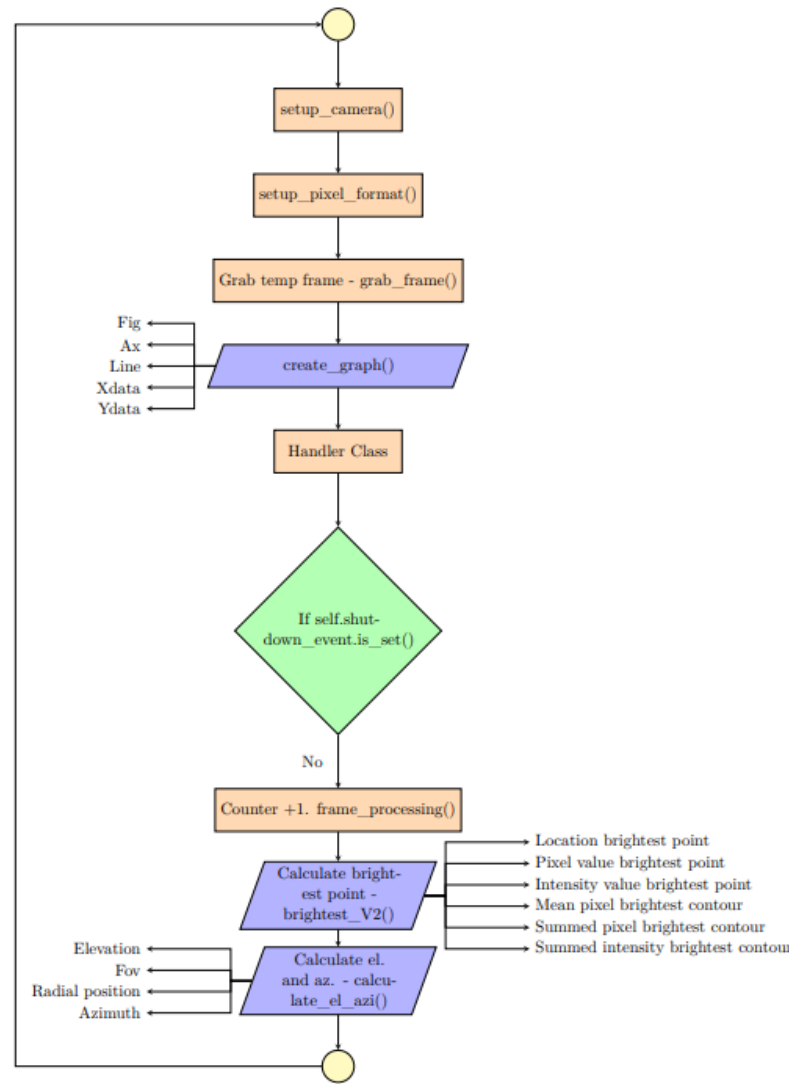 setup_camera()
setup_pixel_format()
Grab temp frame - grab_frame()
Fig
Ax
Line
Xdata
Ydata
create_graph()
Handler Class
If self.shut-
down_event.is_set()
No
Counter +1. frame_processing()
Calculate bright-
est point -
brightest_V2()
Location brightest point
Pixel value brightest point
Intensity value brightest point
Mean pixel brightest contour
Summed pixel brightest contour
Summed intensity brightest contour
Elevation
Fov
Radial position
Azimuth
Calculate el.
and az. - calcu-
late_el_azi()